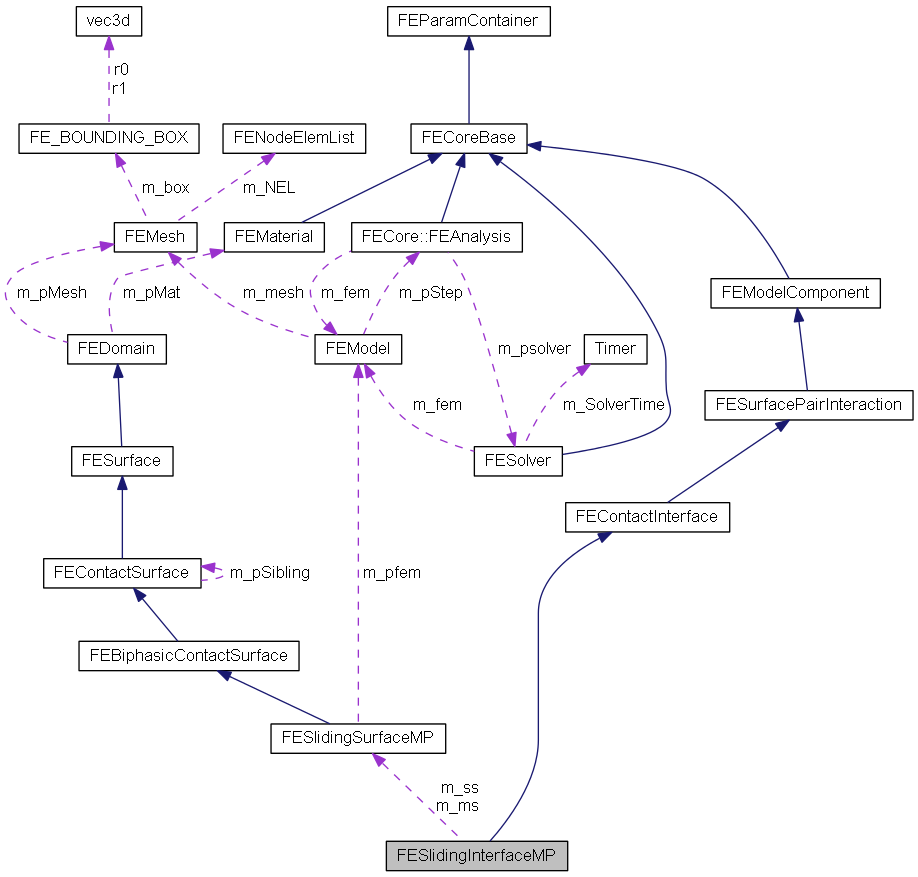 vec3d
FEParamContainer
r0
r1
FE_BOUNDING_BOX
FENodeElemList
FECoreBase
m_box
m_NEL
FEMesh
FEMaterial
FECore::FEAnalysis
m_pMesh
m_pMat
m_mesh
m_fem
m_pStep
FEModelComponent
FEDomain
FEModel
m_psolver
Timer
m_fem
m_SolverTime
FESurfacePairInteraction
FESurface
FESolver
FEContactInterface
FEContactSurface
m_pSibling
m_pfem
FEBiphasicContactSurface
FESlidingSurfaceMP
m_ss
m_ms
FESlidingInterfaceMP